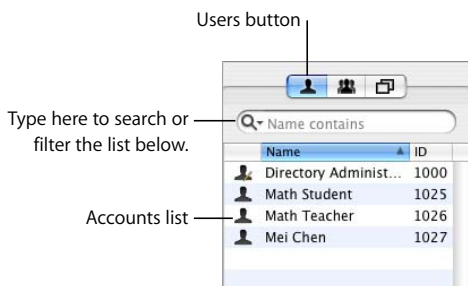 Users button
Type here to search or
filter the list below.
Name contains
Name ID
Directory Administ... 1000
Math Student 1025
Accounts list
Math Teacher 1026
Mei Chen 1027